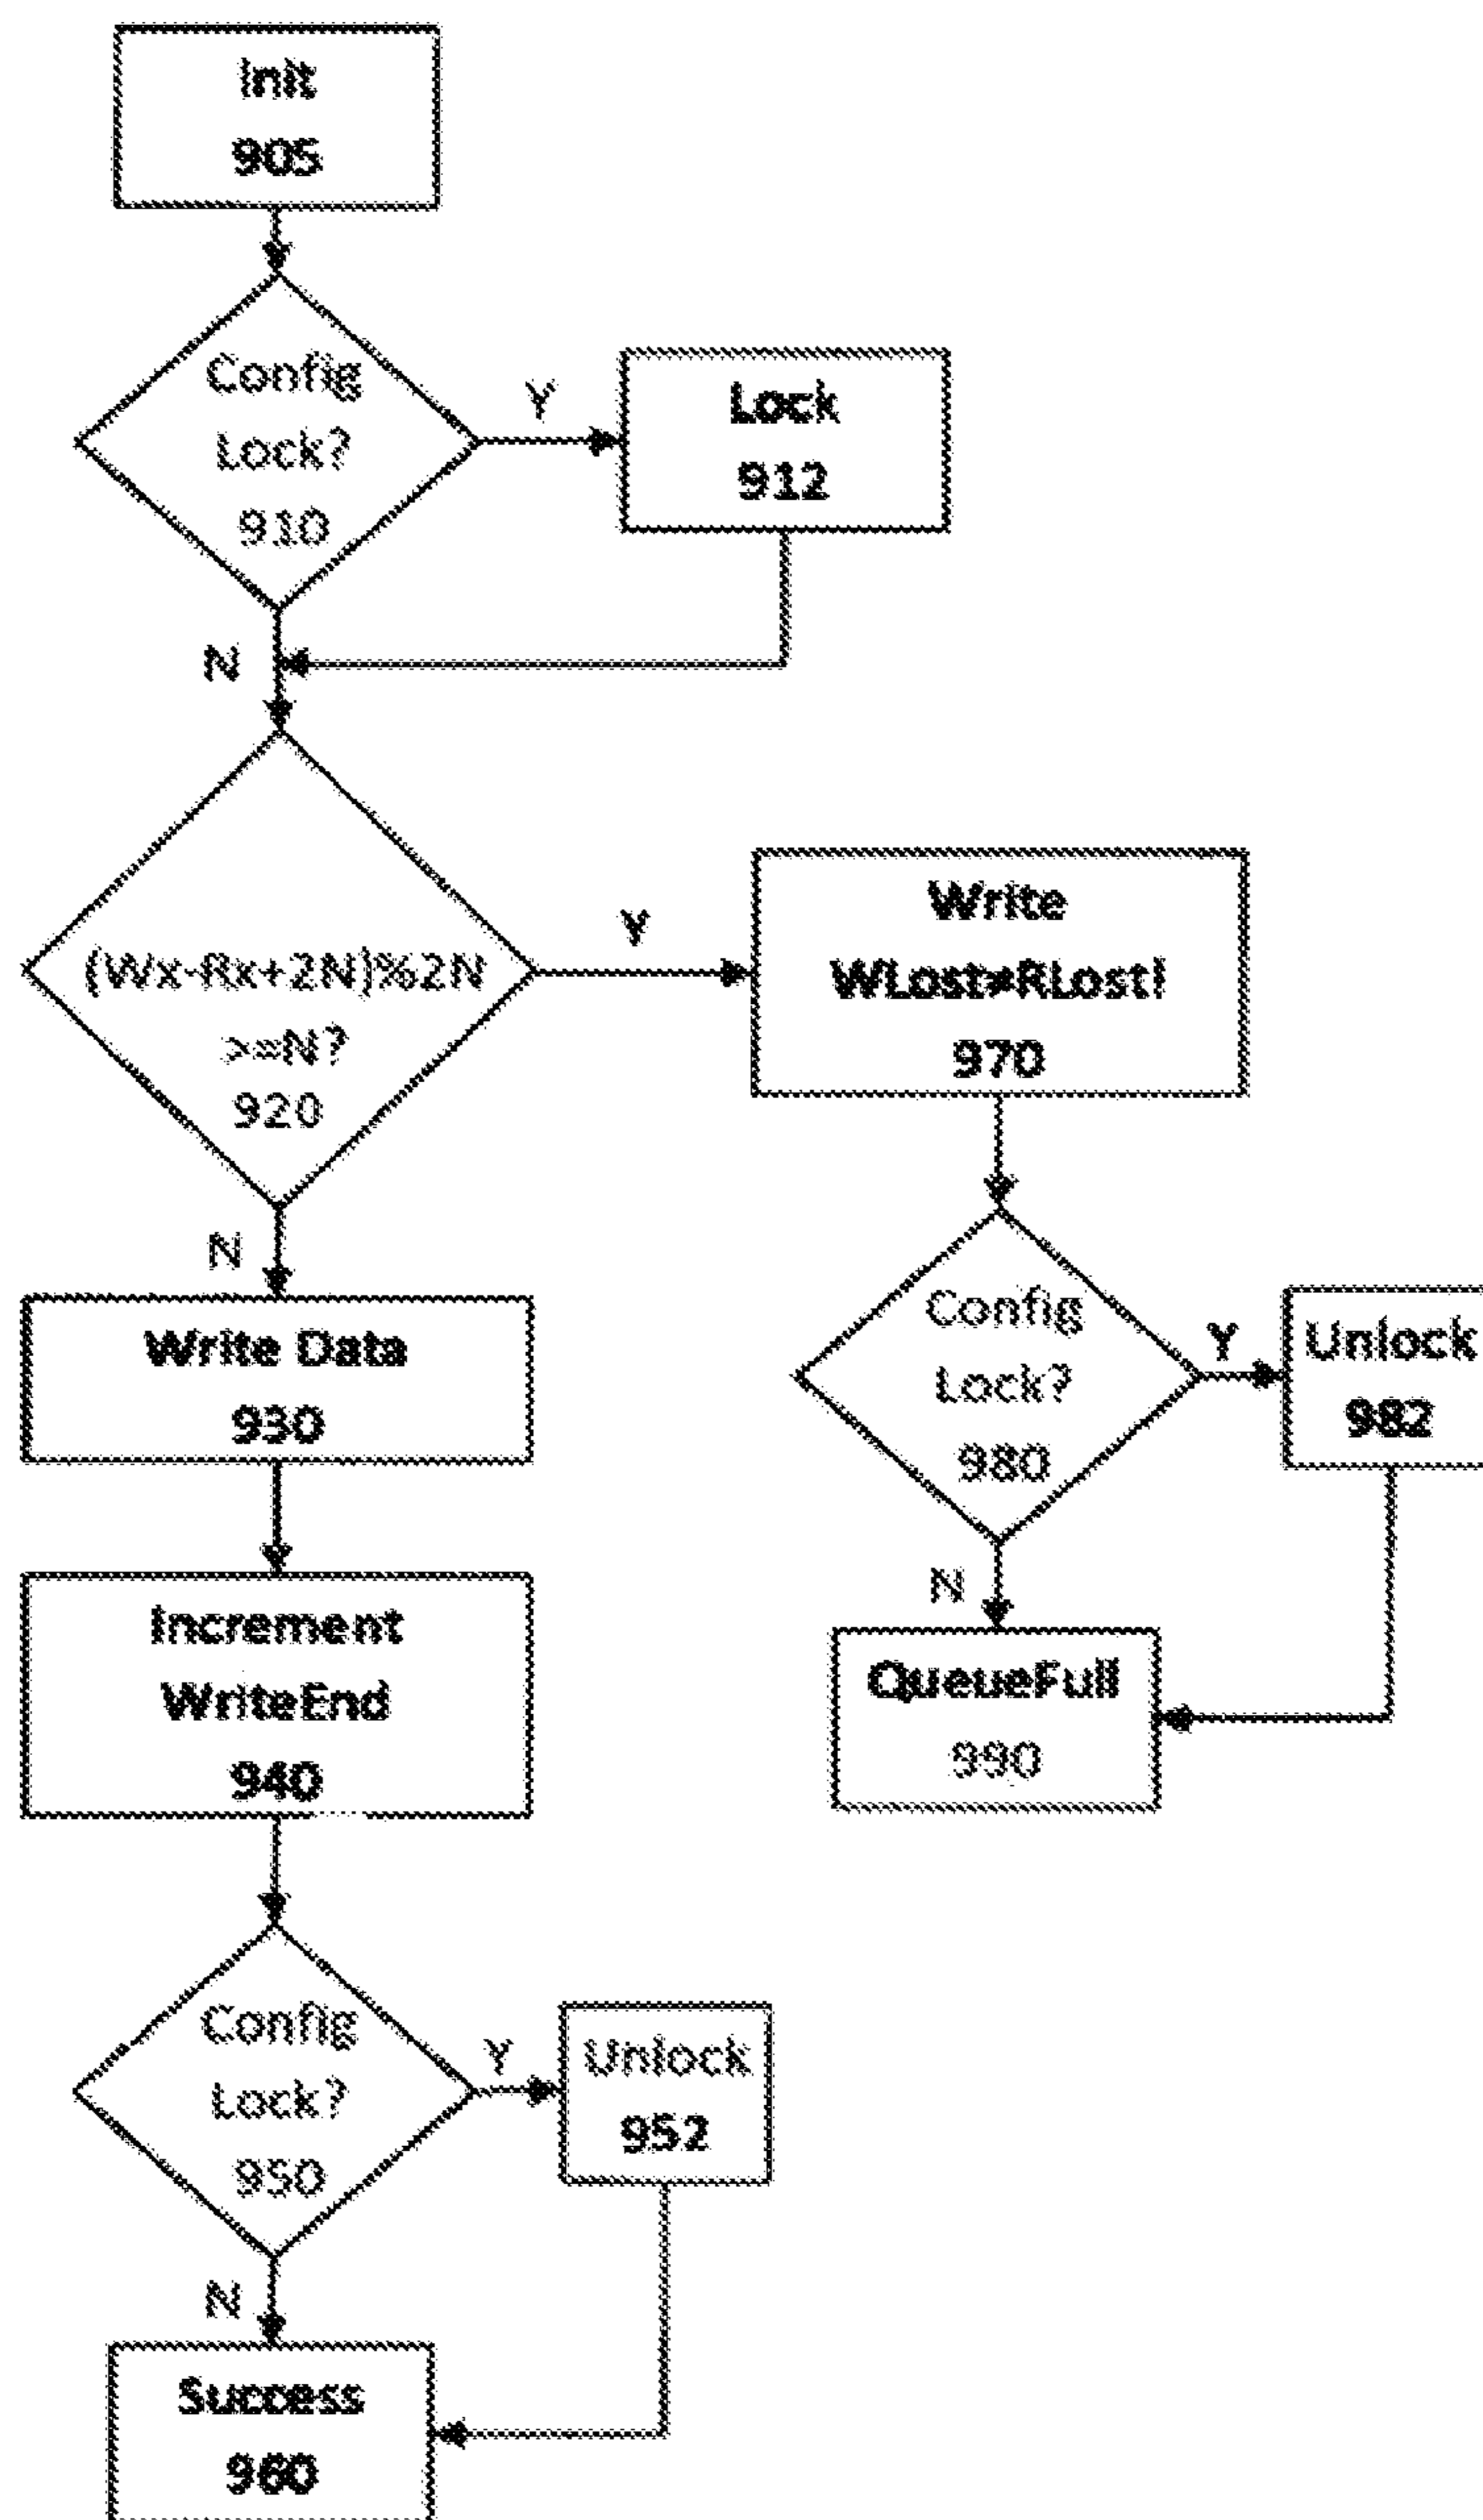 Init
905
Config
Lock?
910
Y
Lock
912
N
(Wx-Rx+2N)%2N
>=N?
920
Y
Write
WLost≠RLost!
970
N
Write Data
930
Config
Lock?
980
Y
Unlock
982
Increment
WriteEnd
940
N
QueueFull
990
Config
Lock?
950
Y
Unlock
952
N
Success
960